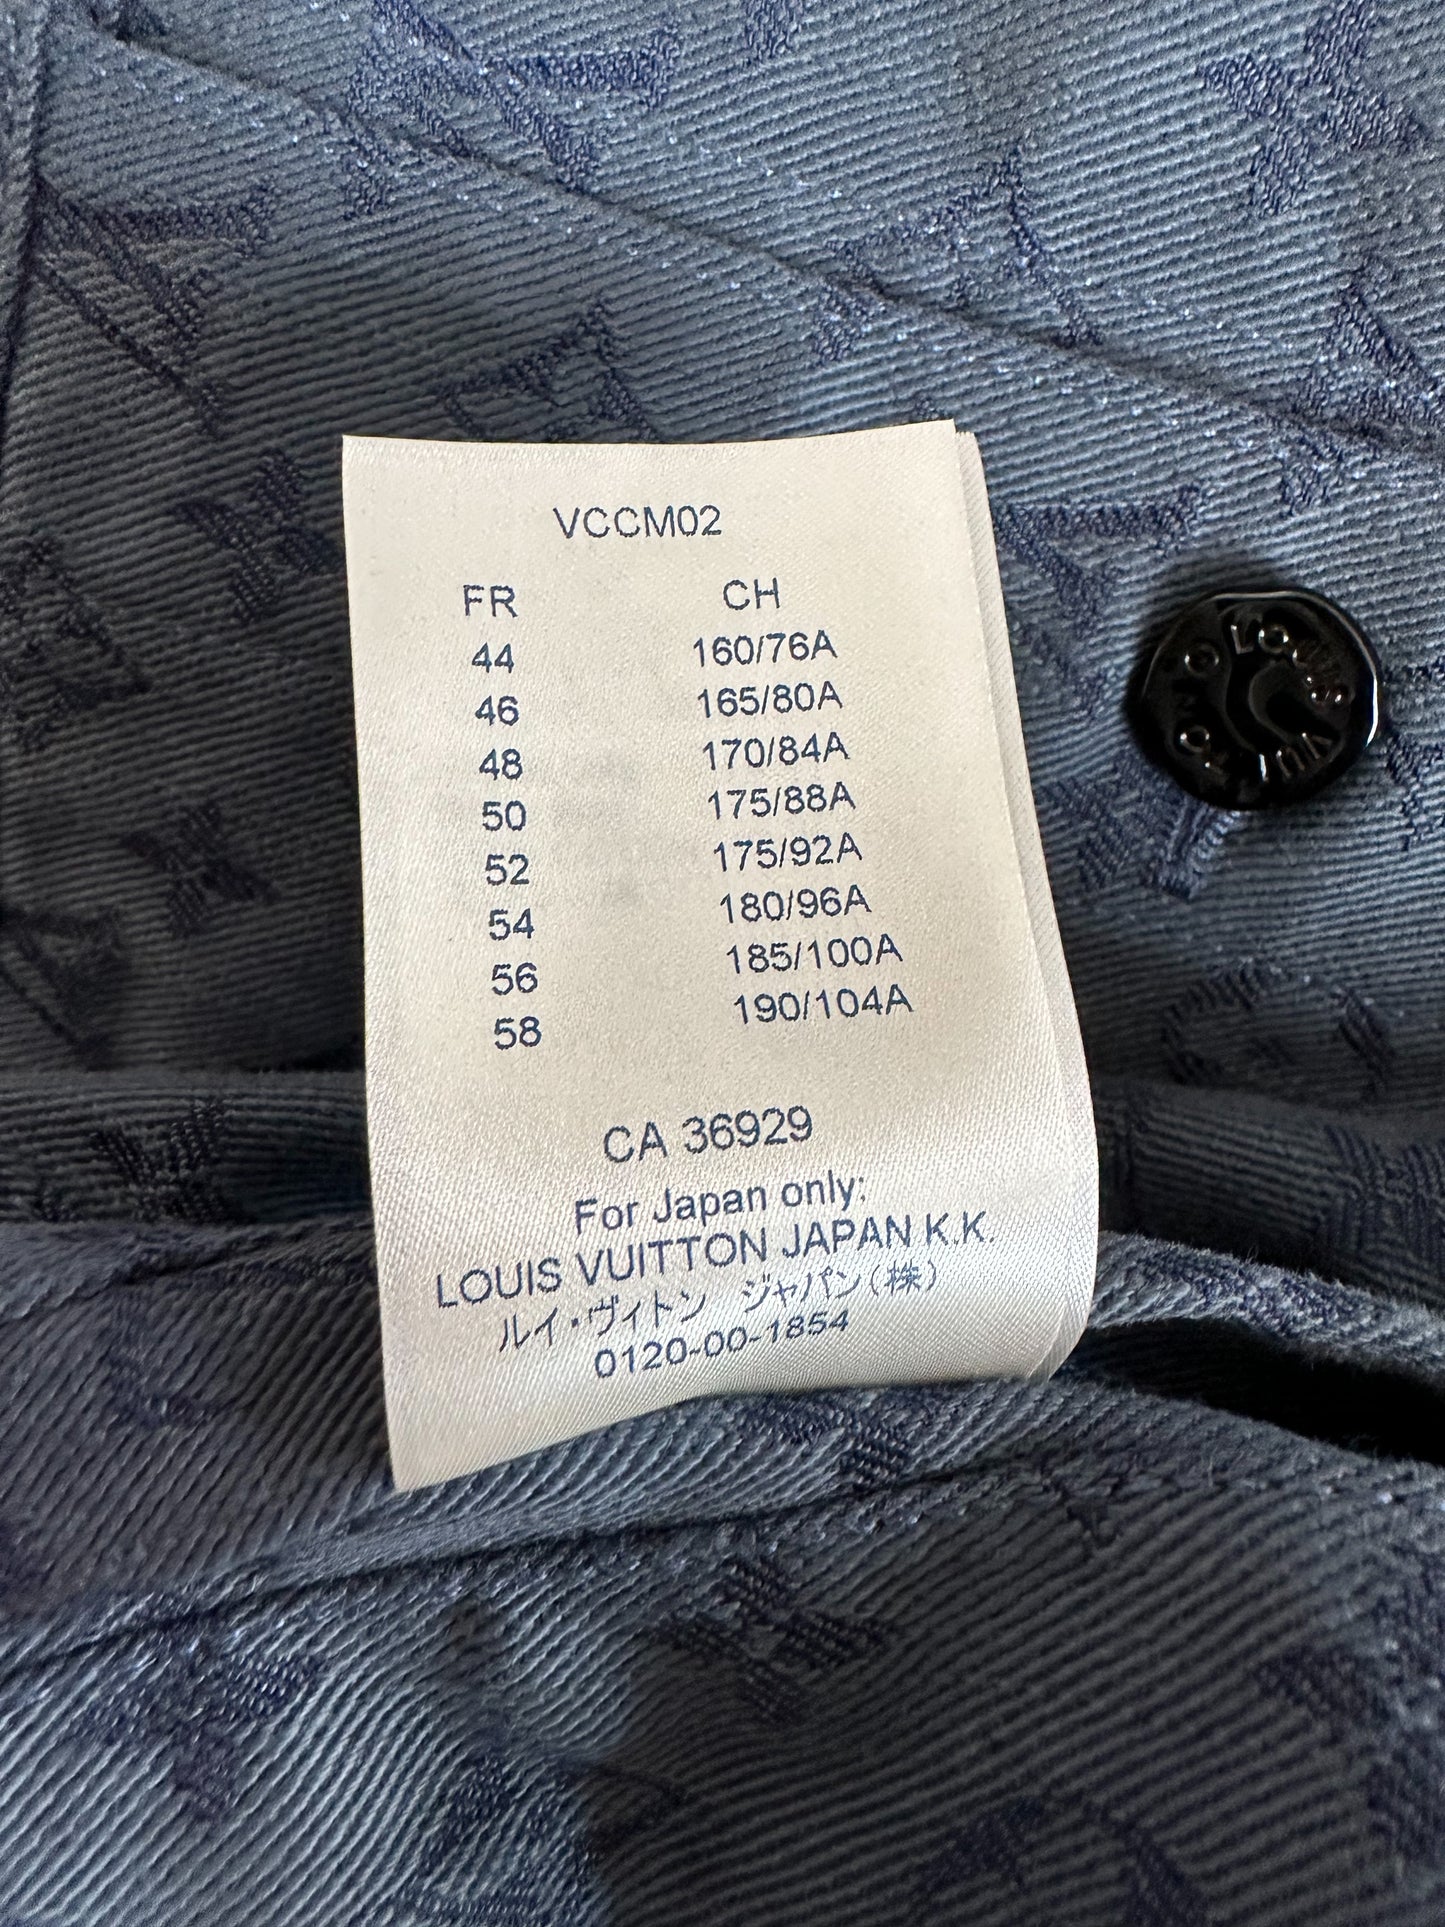 VCCM02
FR CH
44 160/76A
46 165/80A
48 170/84A
50 175/88A
52 175/92A
54 180/96A
56 185/100A
58 190/104A
CA 36929
For Japan only:
LOUIS VUITTON JAPAN K.K.
ルイ・ヴィトン ジャパン(株)
0120-00-1854
LOUIS
VUITTON